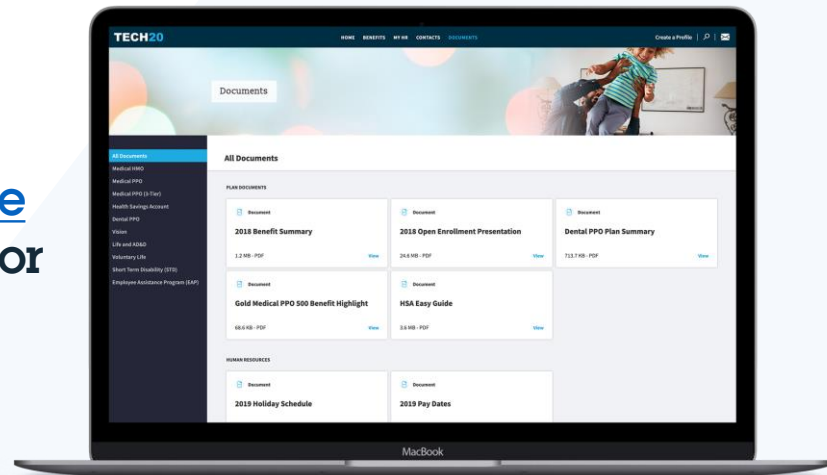 TECH20
HOME BENEFITS MY HR CONTACTS DOCUMENTS
Create a Profile
Documents
e
or
All Documents
Medical HMO
Medical PPO
Medical PPO (3-Tier)
Health Savings Account
Dental PPO
Vision
Life and AD&D
Voluntary Life
Short Term Disability (STD)
Employee Assistance Program (EAP)
All Documents
PLAN DOCUMENTS
Document
2018 Benefit Summary
1.2 MB - PDF View
Document
2018 Open Enrollment Presentation
24.6 MB - PDF View
Document
Dental PPO Plan Summary
713.7 KB - PDF View
Document
Gold Medical PPO 500 Benefit Highlight
68.6 KB - PDF View
Document
HSA Easy Guide
3.6 MB - PDF View
HUMAN RESOURCES
Document
2019 Holiday Schedule
Document
2019 Pay Dates
MacBook